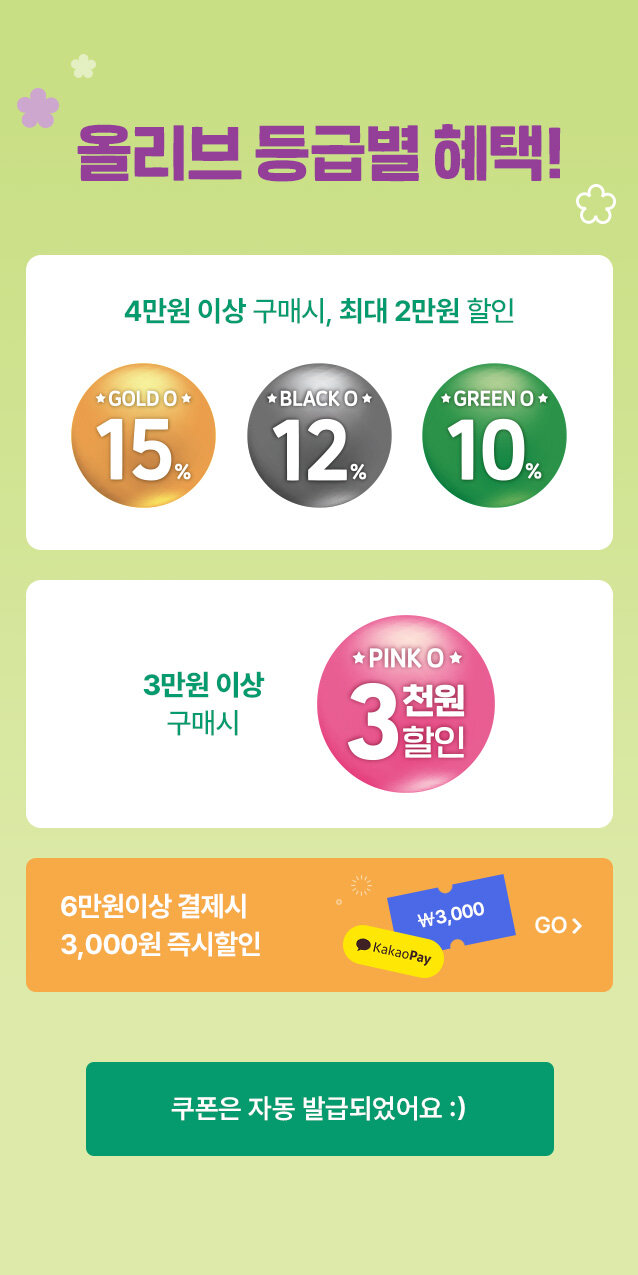 올리브 등급별 혜택!
4만원 이상 구매시, 최대 2만원 할인
GOLD O
15%
BLACK O
12%
GREEN O
10%
3만원 이상
구매시
PINK O
3천원
할인
6만원이상 결제시
3,000원 즉시할인
₩3,000
KakaoPay
GO >
쿠폰은 자동 발급되었어요 :)